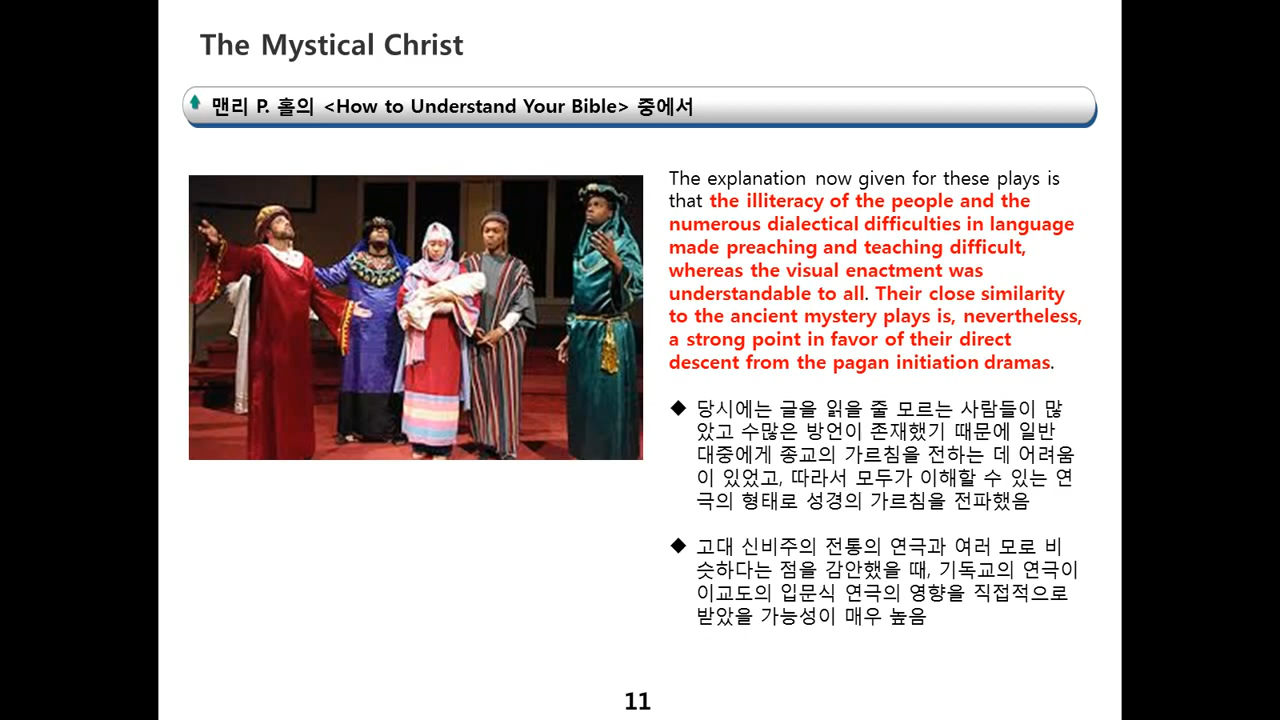 The Mystical Christ
맨리 P. 홀의 <How to Understand Your Bible> 중에서
The explanation now given for these plays is
that the illiteracy of the people and the
numerous dialectical difficulties in language
made preaching and teaching difficult,
whereas the visual enactment was
understandable to all. Their close similarity
to the ancient mystery plays is, nevertheless,
a strong point in favor of their direct
descent from the pagan initiation dramas.
◆ 당시에는 글을 읽을 줄 모르는 사람들이 많
았고 수많은 방언이 존재했기 때문에 일반
대중에게 종교의 가르침을 전하는 데 어려움
이 있었고, 따라서 모두가 이해할 수 있는 연
극의 형태로 성경의 가르침을 전파했음
◆ 고대 신비주의 전통의 연극과 여러 모로 비
슷하다는 점을 감안했을 때, 기독교의 연극이
이교도의 입문식 연극의 영향을 직접적으로
받았을 가능성이 매우 높음
11